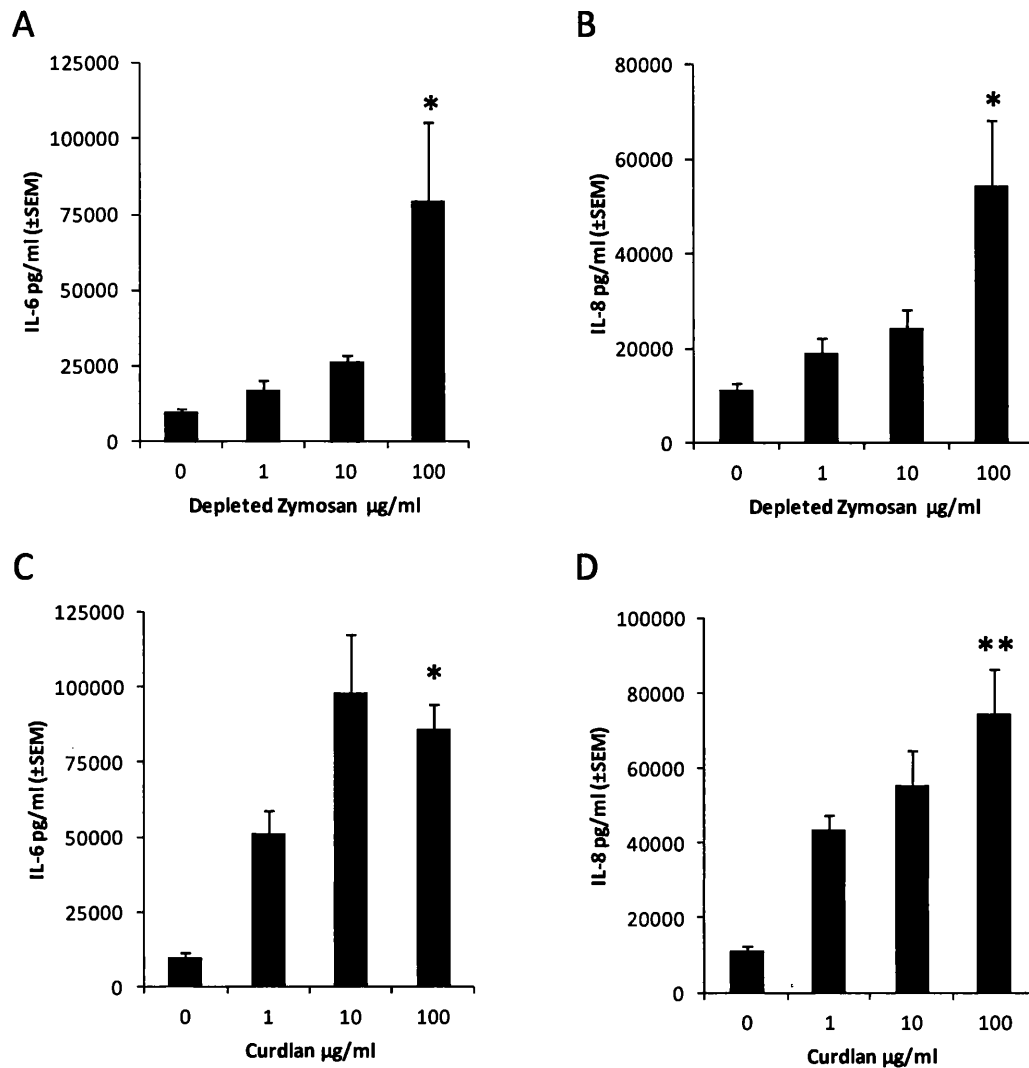 A
IL-6 pg/ml (±SEM)
125000
100000
75000
50000
25000
0
*
0 1 10 100
Depleted Zymosan µg/ml
B
IL-8 pg/ml (±SEM)
80000
60000
40000
20000
0
*
0 1 10 100
Depleted Zymosan µg/ml
C
IL-6 pg/ml (±SEM)
125000
100000
75000
50000
25000
0
*
0 1 10 100
Curdlan µg/ml
D
IL-8 pg/ml (±SEM)
100000
80000
60000
40000
20000
0
**
0 1 10 100
Curdlan µg/ml